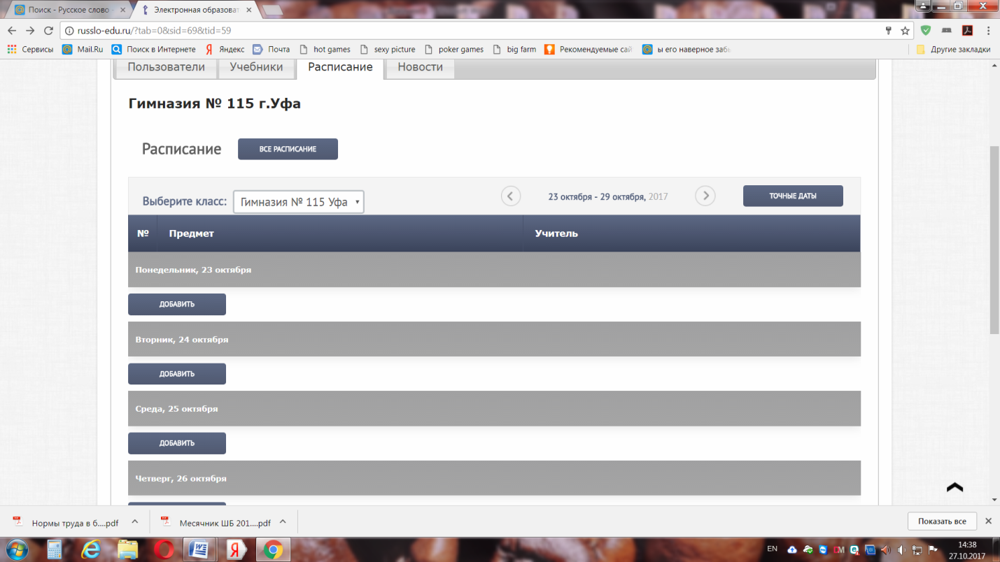 Поиск - Русское слово
Электронная образоват
russlo-edu.ru/?tab=0&sid=69&tid=59
Сервисы Mail.Ru Поиск в Интернете Яндекс Почта hot games sexy picture poker games big farm Рекомендуемые сай ы его наверное заб Другие закладки
Пользователи Учебники Расписание Новости
Гимназия № 115 г.Уфа
Расписание ВСЕ РАСПИСАНИЕ
Выберите класс: Гимназия № 115 Уфа 23 октября - 29 октября, 2017 ТОЧНЫЕ ДАТЫ
№ Предмет Учитель
Понедельник, 23 октября
ДОБАВИТЬ
Вторник, 24 октября
ДОБАВИТЬ
Среда, 25 октября
ДОБАВИТЬ
Четверг, 26 октября
Нормы труда в б....pdf Месячник ШБ 201....pdf Показать все
EN 14:38
27.10.2017